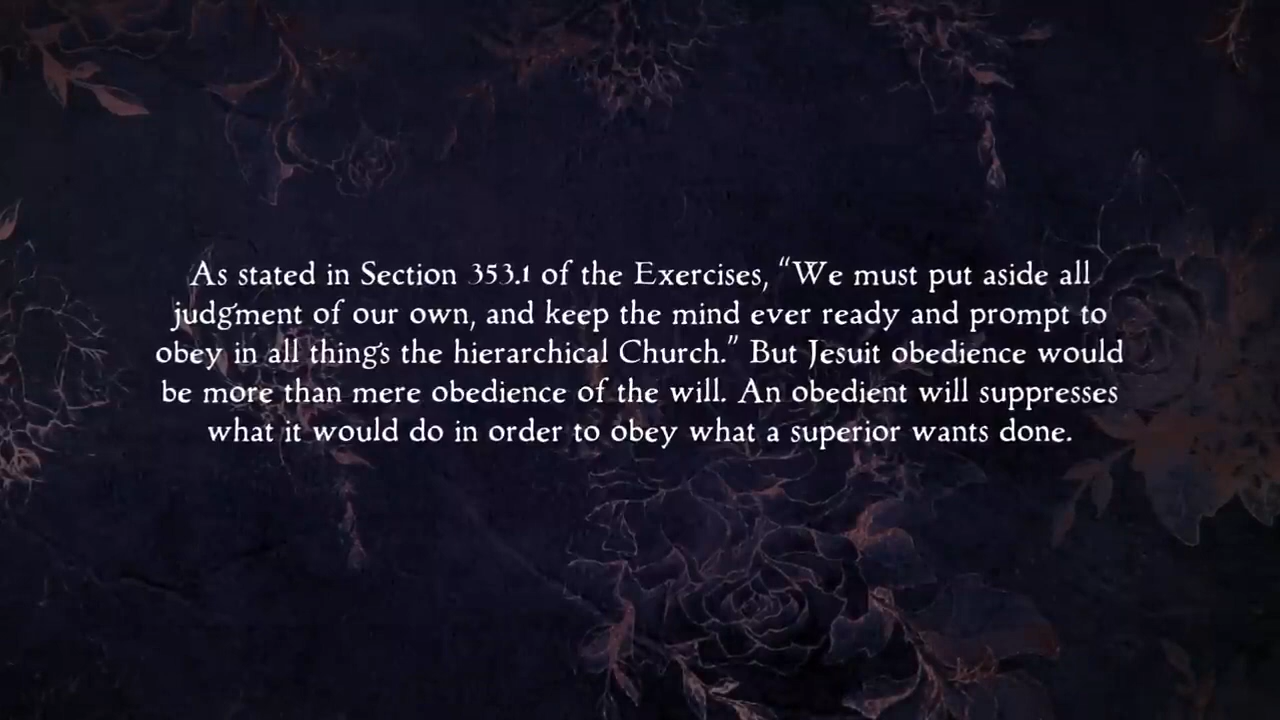 As stated in Section 353.1 of the Exercises, “We must put aside all
judgment of our own, and keep the mind ever ready and prompt to
obey in all things the hierarchical Church.” But Jesuit obedience would
be more than mere obedience of the will. An obedient will suppresses
what it would do in order to obey what a superior wants done.